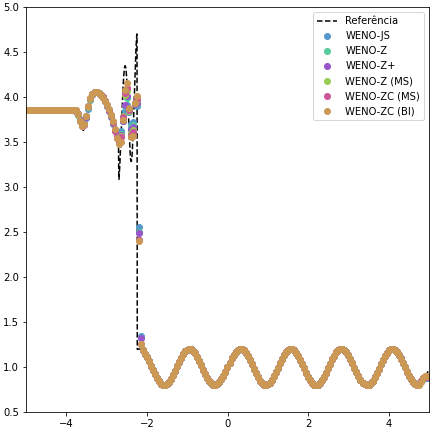 5.0
4.5
4.0
3.5
3.0
2.5
2.0
1.5
1.0
0.5
−4
−2
0
2
4
Referência
WENO-JS
WENO-Z
WENO-Z+
WENO-Z (MS)
WENO-ZC (MS)
WENO-ZC (BI)